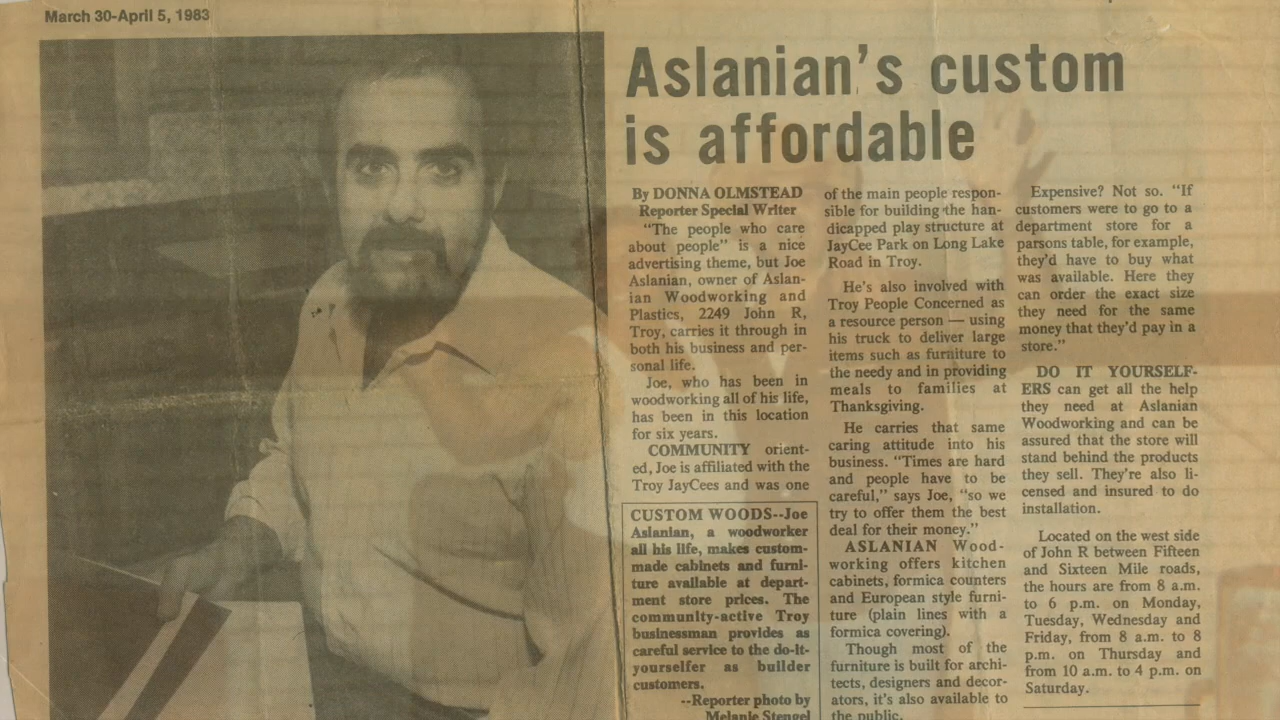 March 30-April 5, 1983
Aslanian's custom
is affordable
By DONNA OLMSTEAD
Reporter Special Writer
"The people who care
about people" is a nice
advertising theme, but Joe
Aslanian, owner of Aslan-
ian Woodworking and
Plastics, 2249 John R,
Troy, carries it through in
both his business and per-
sonal life.
Joe, who has been in
woodworking all of his life,
has been in this location
for six years.
COMMUNITY orient-
ed, Joe is affiliated with the
Troy JayCees and was one
CUSTOM WOODS--Joe
Aslanian, a woodworker
all his life, makes custom-
made cabinets and furni-
ture available at depart-
ment store prices. The
community-active Troy
businessman provides as
careful service to the do-it-
yourselfer as builder
customers.
--Reporter photo by
Melanie Stengel
of the main people respon-
sible for building the han-
dicapped play structure at
JayCee Park on Long Lake
Road in Troy.
He's also involved with
Troy People Concerned as
a resource person — using
his truck to deliver large
items such as furniture to
the needy and in providing
meals to families at
Thanksgiving.
He carries that same
caring attitude into his
business. "Times are hard
and people have to be
careful," says Joe, "so we
try to offer them the best
deal for their money."
ASLANIAN Wood-
working offers kitchen
cabinets, formica counters
and European style furni-
ture (plain lines with a
formica covering).
Though most of the
furniture is built for archi-
tects, designers and decor-
ators, it's also available to
the public.
Expensive? Not so. "If
customers were to go to a
department store for a
parsons table, for example,
they'd have to buy what
was available. Here they
can order the exact size
they need for the same
money that they'd pay in a
store."
DO IT YOURSELF-
ERS can get all the help
they need at Aslanian
Woodworking and can be
assured that the store will
stand behind the products
they sell. They're also li-
censed and insured to do
installation.
Located on the west side
of John R between Fifteen
and Sixteen Mile roads,
the hours are from 8 a.m.
to 6 p.m. on Monday,
Tuesday, Wednesday and
Friday, from 8 a.m. to 8
p.m. on Thursday and
from 10 a.m. to 4 p.m. on
Saturday.